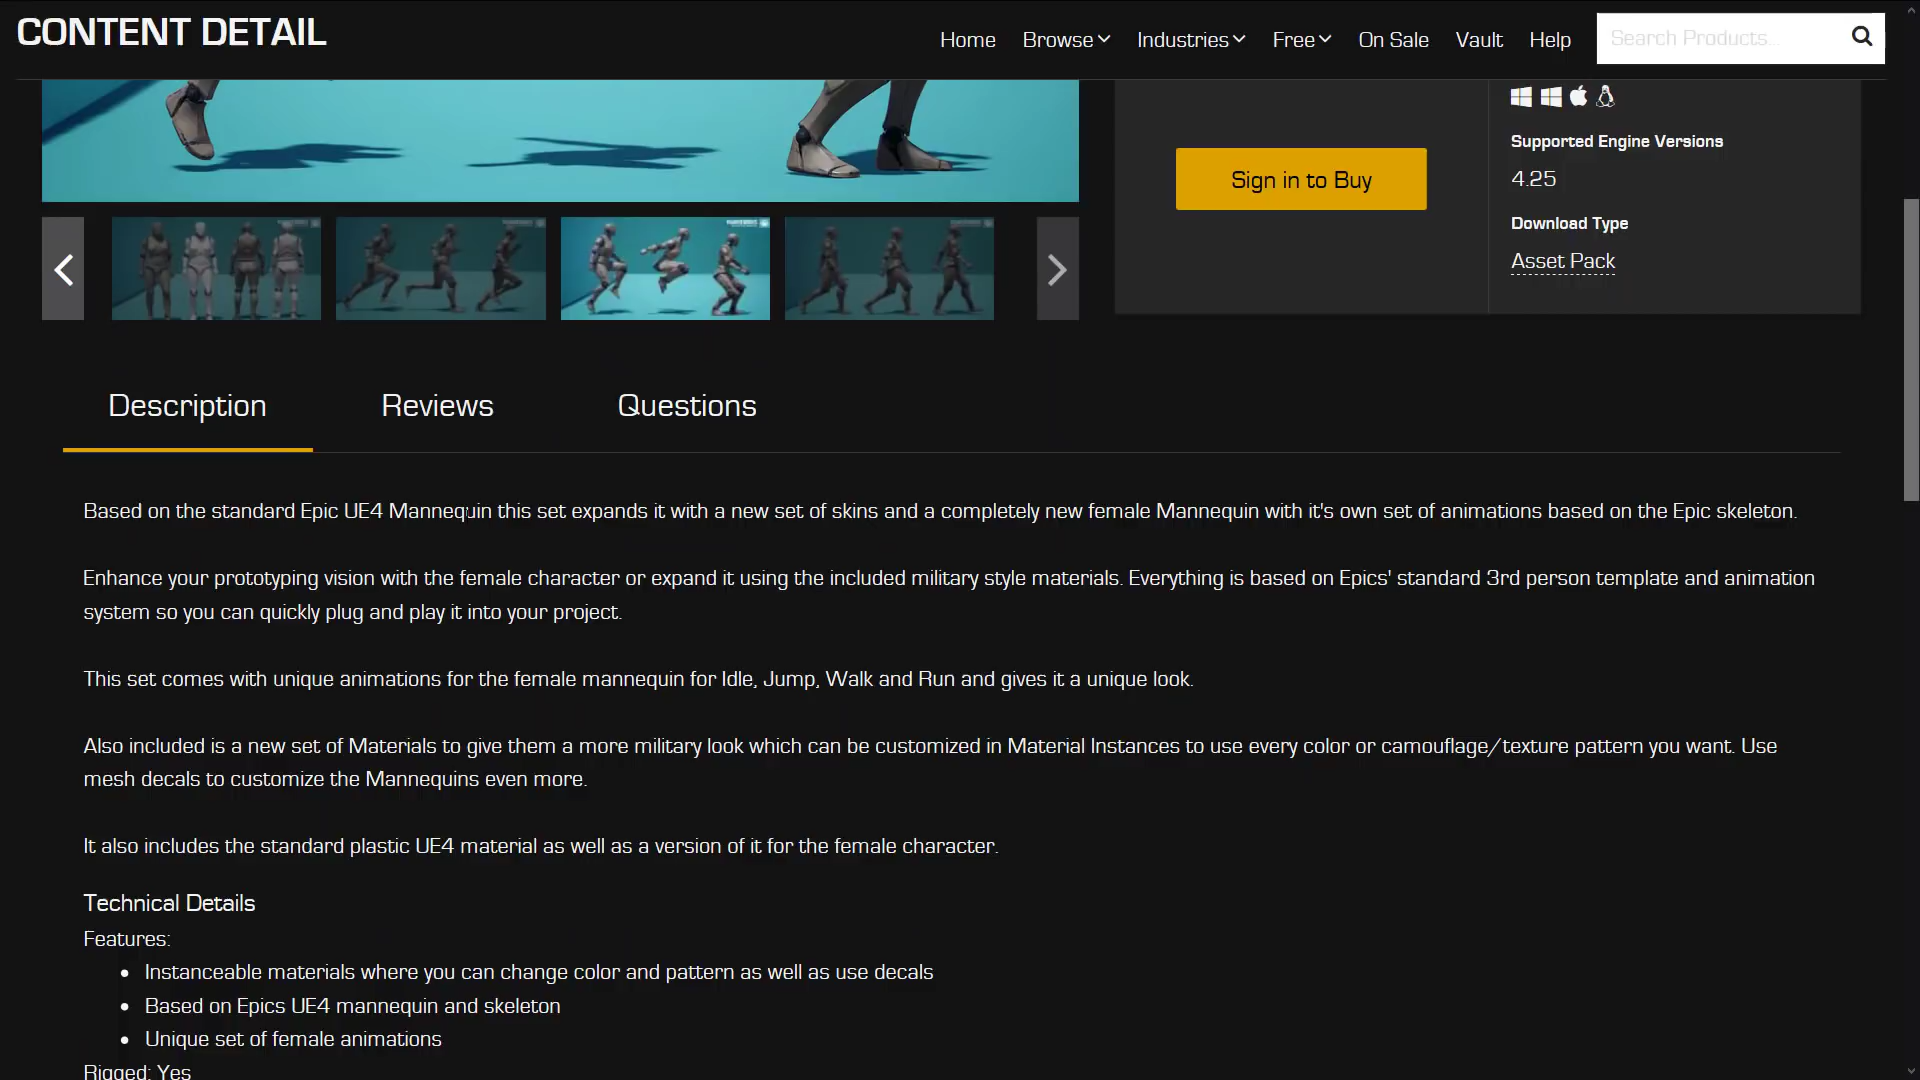 CONTENT DETAIL
Home Browse Industries Free On Sale Vault Help Search Products...
Supported Engine Versions
4.25
Sign in to Buy
Download Type
Asset Pack
Description Reviews Questions
Based on the standard Epic UE4 Mannequin this set expands it with a new set of skins and a completely new female Mannequin with it's own set of animations based on the Epic skeleton.
Enhance your prototyping vision with the female character or expand it using the included military style materials. Everything is based on Epics' standard 3rd person template and animation
system so you can quickly plug and play it into your project.
This set comes with unique animations for the female mannequin for Idle, Jump, Walk and Run and gives it a unique look.
Also included is a new set of Materials to give them a more military look which can be customized in Material Instances to use every color or camouflage/texture pattern you want. Use
mesh decals to customize the Mannequins even more.
It also includes the standard plastic UE4 material as well as a version of it for the female character.
Technical Details
Features:
Instanceable materials where you can change color and pattern as well as use decals
Based on Epics UE4 mannequin and skeleton
Unique set of female animations
Rigged: Yes